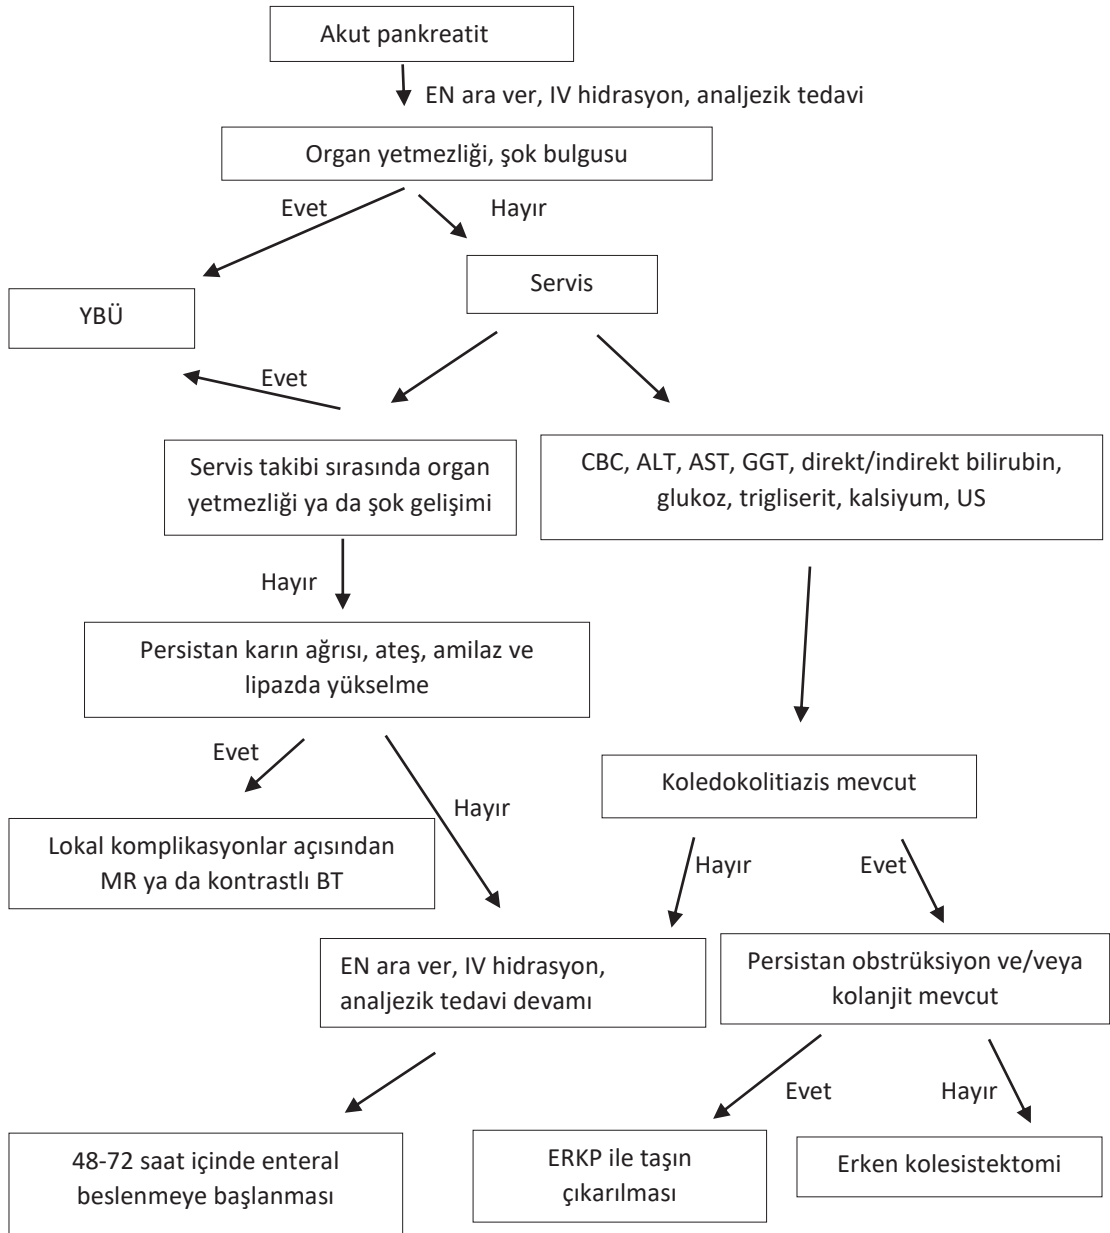 Akut pankreatit
EN ara ver, IV hidrasyon, analjezik tedavi
Organ yetmezliği, şok bulgusu
Evet
Hayır
Servis
YBÜ
Evet
Servis takibi sırasında organ
yetmezliği ya da şok gelişimi
CBC, ALT, AST, GGT, direkt/indirekt bilirubin,
glukoz, trigliserit, kalsiyum, US
Hayır
Persistan karın ağrısı, ateş, amilaz ve
lipazda yükselme
Evet
Hayır
Koledokolitiazis mevcut
Lokal komplikasyonlar açısından
MR ya da kontrastlı BT
Hayır
Evet
EN ara ver, IV hidrasyon,
analjezik tedavi devamı
Persistan obstrüksiyon ve/veya
kolanjit mevcut
Evet
Hayır
48-72 saat içinde enteral
beslenmeye başlanması
ERKP ile taşın
çıkarılması
Erken kolesistektomi